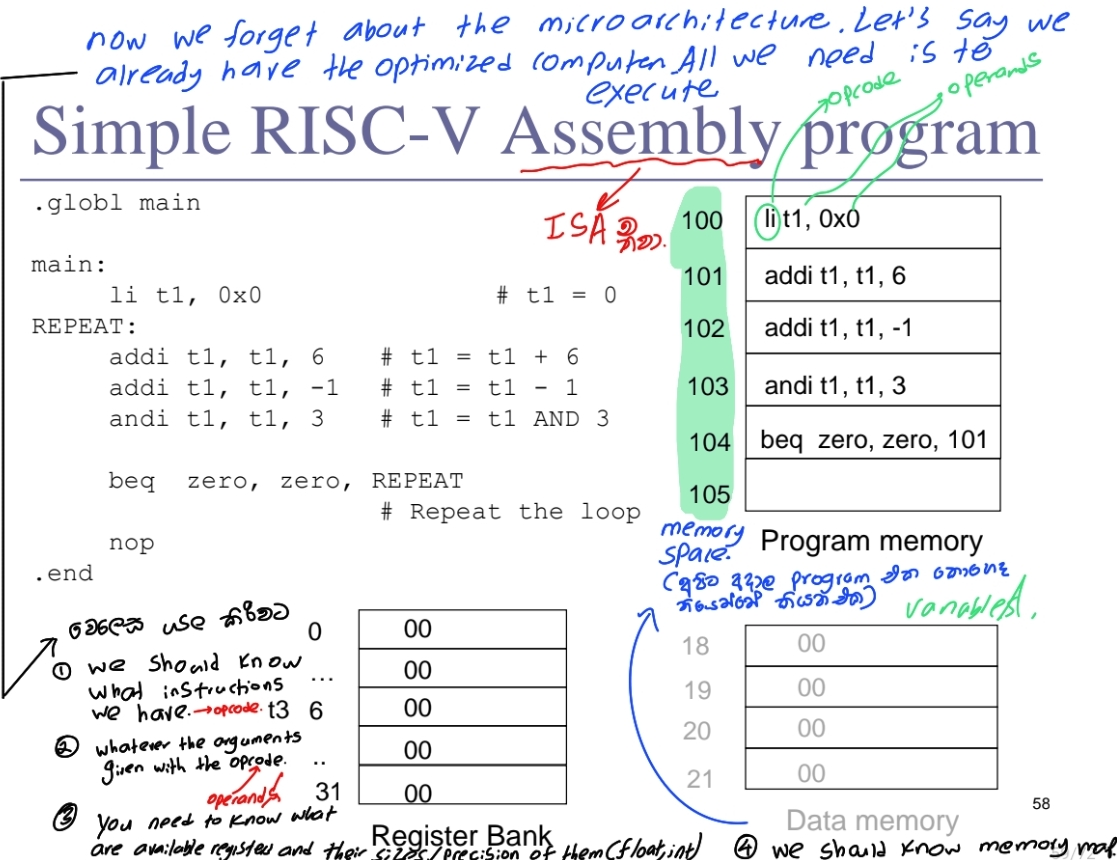 now we forget about the microarchitecture. Let's say we
already have the optimized computer. All we need is to
execute
opcode
operands
Simple RISC-V Assembly program
.globl main
ISA
main:
li t1, 0x0 # t1 = 0
REPEAT:
addi t1, t1, 6 # t1 = t1 + 6
addi t1, t1, -1 # t1 = t1 - 1
andi t1, t1, 3 # t1 = t1 AND 3
beq zero, zero, REPEAT
# Repeat the loop
nop
.end
100 li t1, 0x0
101 addi t1, t1, 6
102 addi t1, t1, -1
103 andi t1, t1, 3
104 beq zero, zero, 101
105
Program memory
memory
space.
program
variables
use
① we should know
what instructions
we have. → opcode.
② whatever the arguments
given with the opcode.
operands
③ You need to know what
are available registers and their sizes/precision of them (float, int)
0 00
... 00
t3 6 00
.. 00
31 00
Register Bank
18 00
19 00
20 00
21 00
Data memory
58
④ we should know memory map